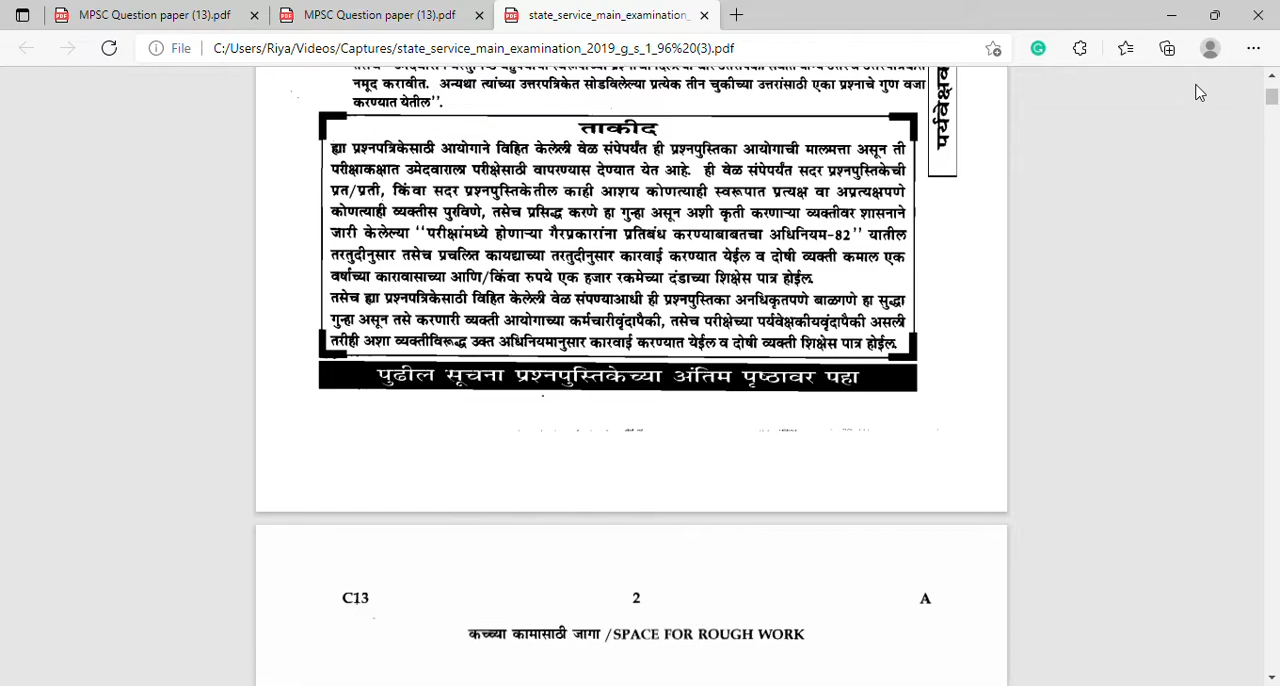 MPSC Question paper (13).pdf
MPSC Question paper (13).pdf
state_service_main_examination_
File
C:/Users/Riya/Videos/Captures/state_service_main_examination_2019_g_s_1_96%20(3).pdf
नमूद करावीत. अन्यथा त्यांच्या उत्तरपत्रिकेत सोडविलेल्या प्रत्येक तीन चुकीच्या उत्तरांसाठी एका प्रश्नाचे गुण वजा
करण्यात येतील”.
पर्यवेक्षक
ताकीद
ह्या प्रश्नपत्रिकेसाठी आयोगाने विहित केलेली वेळ संपेपर्यंत ही प्रश्नपुस्तिका आयोगाची मालमत्ता असून ती
परीक्षाकक्षात उमेदवाराला परीक्षेसाठी वापरण्यास देण्यात येत आहे. ही वेळ संपेपर्यंत सदर प्रश्नपुस्तिकेची
प्रत/प्रती, किंवा सदर प्रश्नपुस्तिकेतील काही आशय कोणत्याही स्वरूपात प्रत्यक्ष वा अप्रत्यक्षपणे
कोणत्याही व्यक्तीस पुरविणे, तसेच प्रसिद्ध करणे हा गुन्हा असून अशी कृती करणाऱ्या व्यक्तीवर शासनाने
जारी केलेल्या “परीक्षांमध्ये होणाऱ्या गैरप्रकारांना प्रतिबंध करण्याबाबतचा अधिनियम-82” यातील
तरतुदीनुसार तसेच प्रचलित कायद्याच्या तरतुदीनुसार कारवाई करण्यात येईल व दोषी व्यक्ती कमाल एक
वर्षाच्या कारावासाच्या आणि/किंवा रुपये एक हजार रकमेच्या दंडाच्या शिक्षेस पात्र होईल.
तसेच ह्या प्रश्नपत्रिकेसाठी विहित केलेली वेळ संपण्याआधी ही प्रश्नपुस्तिका अनधिकृतपणे बाळगणे हा सुद्धा
गुन्हा असून तसे करणारी व्यक्ती आयोगाच्या कर्मचारीवृंदापैकी, तसेच परीक्षेच्या पर्यवेक्षकीयवृंदापैकी असली
तरीही अशा व्यक्तीविरूद्ध उक्त अधिनियमानुसार कारवाई करण्यात येईल व दोषी व्यक्ती शिक्षेस पात्र होईल.
पुढील सूचना प्रश्नपुस्तिकेच्या अंतिम पृष्ठावर पहा
C13 2 A
कच्च्या कामासाठी जागा /SPACE FOR ROUGH WORK